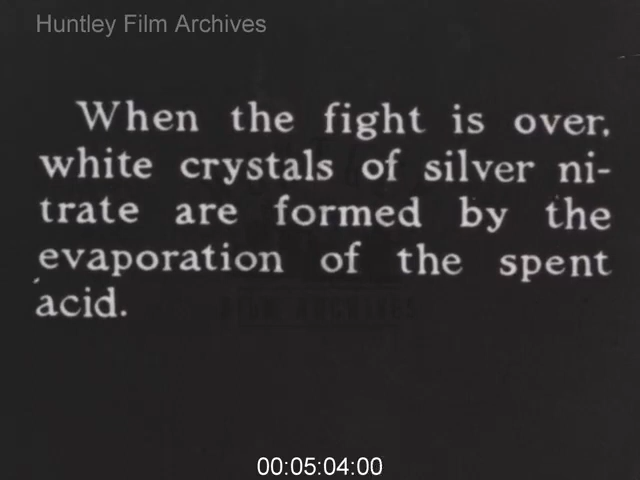 Huntley Film Archives
When the fight is over,
white crystals of silver ni-
trate are formed by the
evaporation of the spent
acid.
00:05:04:00